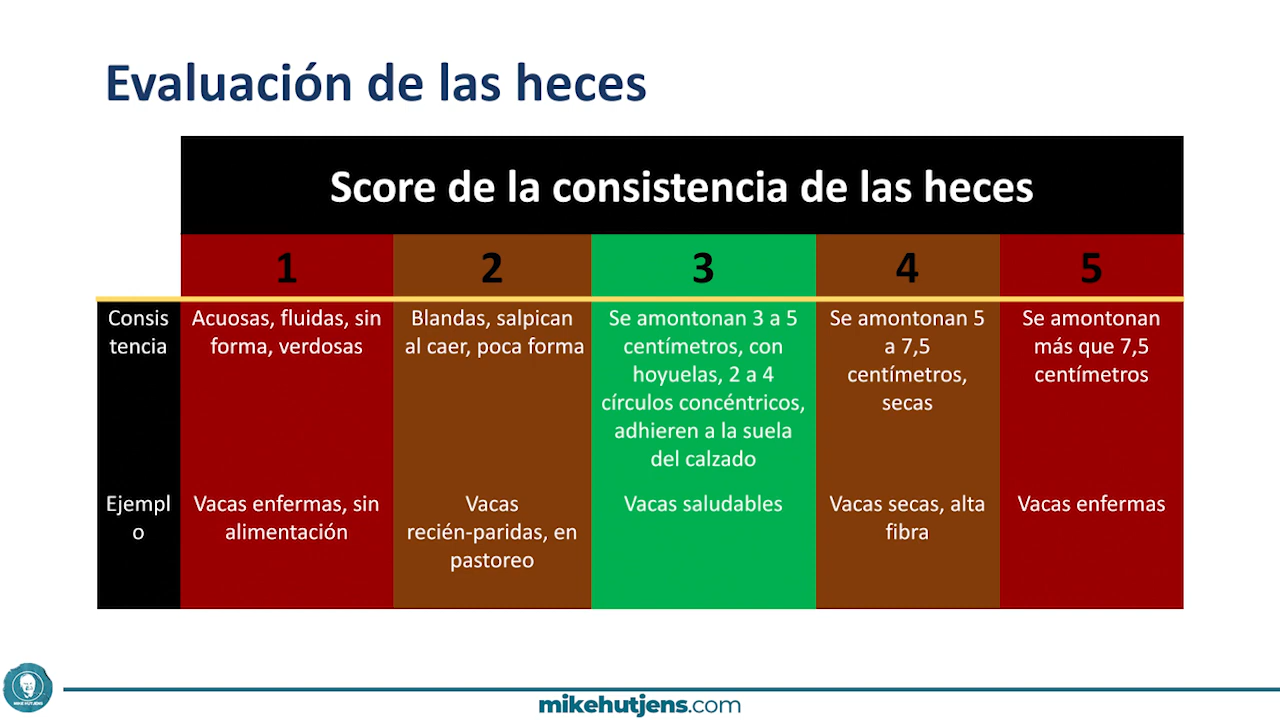 Evaluación de las heces
Score de la consistencia de las heces
1
2
3
4
5
Consis
tencia
Acuosas, fluidas, sin
forma, verdosas
Blandas, salpican
al caer, poca forma
Se amontonan 3 a 5
centímetros, con
hoyuelas, 2 a 4
círculos concéntricos,
adhieren a la suela
del calzado
Se amontonan 5
a 7,5
centímetros,
secas
Se amontonan
más que 7,5
centímetros
Ejempl
o
Vacas enfermas, sin
alimentación
Vacas
recién-paridas, en
pastoreo
Vacas saludables
Vacas secas, alta
fibra
Vacas enfermas
MIKE HUTJENS
mikehutjens.com